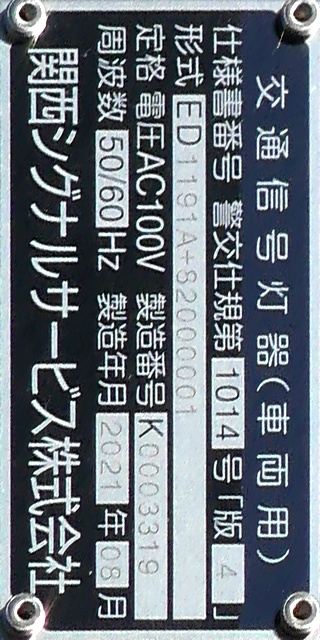 交通信号灯器(車両用)
仕様書番号 警交仕規第 1014 号「版 4 」
形式 ED1191A+82000001
定格 電圧AC100V 製造番号 K0003319
周波数 50/60 Hz 製造年月 2021 年 08 月
関西シグナルサービス株式会社